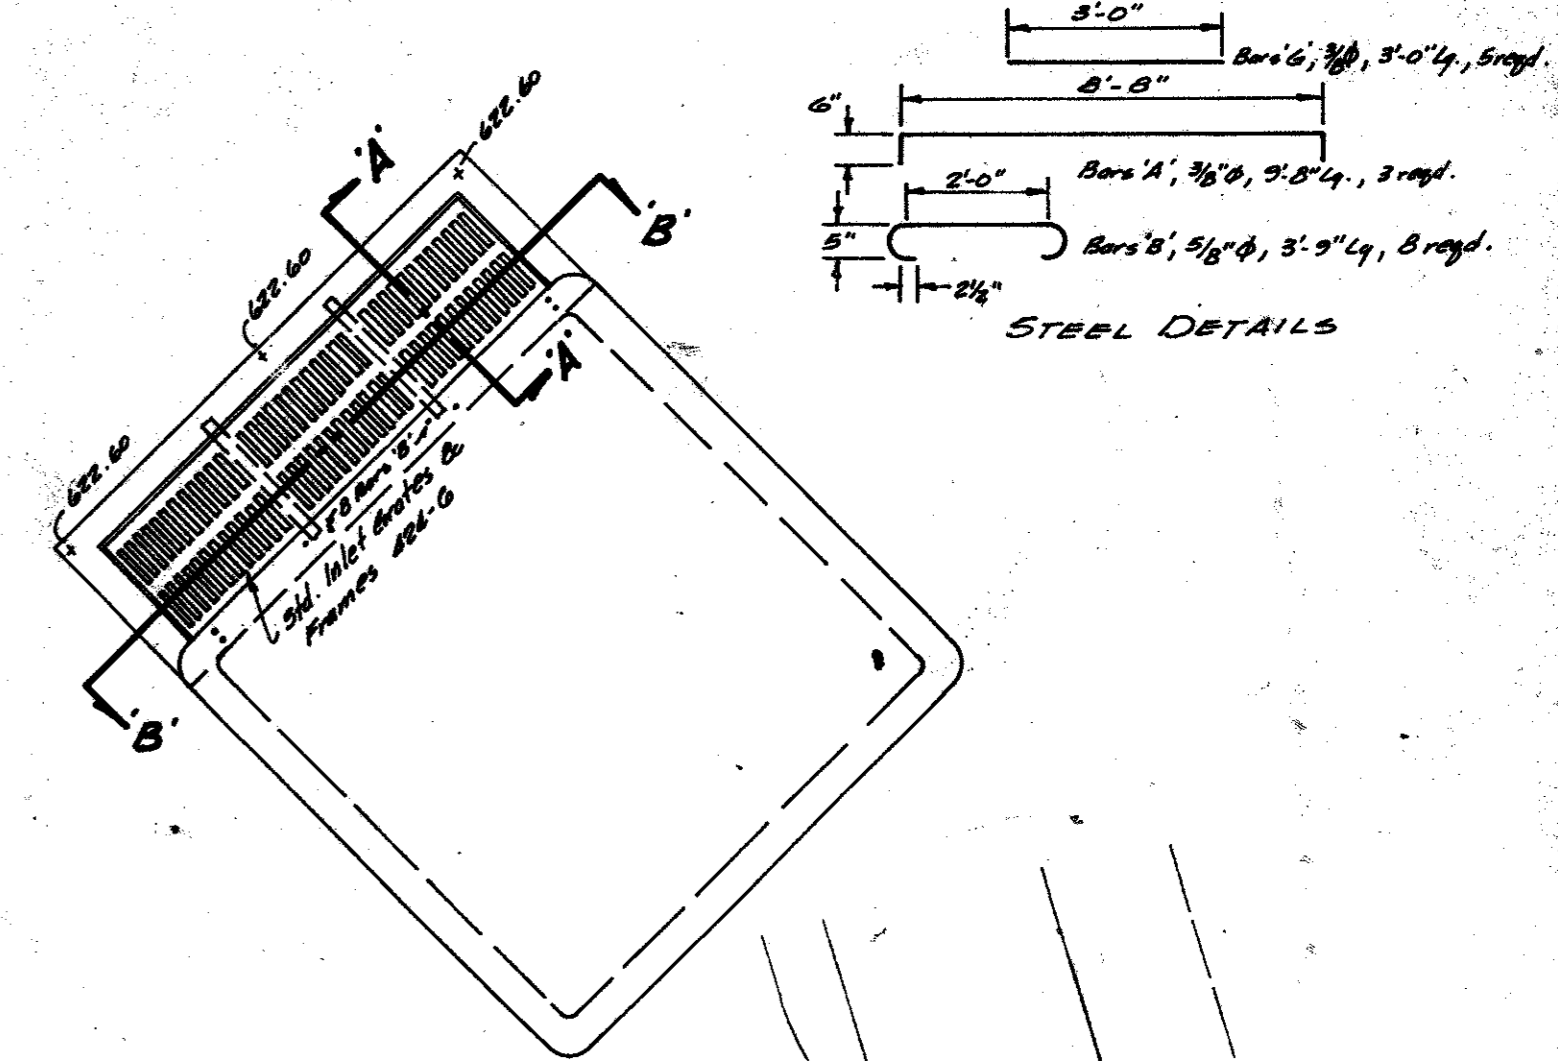 3'-0"
Bars 'G', 3/8"ϕ, 3'-0" Lg., 5 reqd.
8'-8"
6"
Bars 'A', 3/8"ϕ, 9'-8" Lg., 3 reqd.
2'-0"
5"
Bars 'B', 5/8"ϕ, 3'-9" Lg, 8 reqd.
2½"
STEEL DETAILS
622.60
'A'
'B'
622.60
'A'
622.60
8 Bars 'B'
Std. Inlet Grates &
Frames
'B'